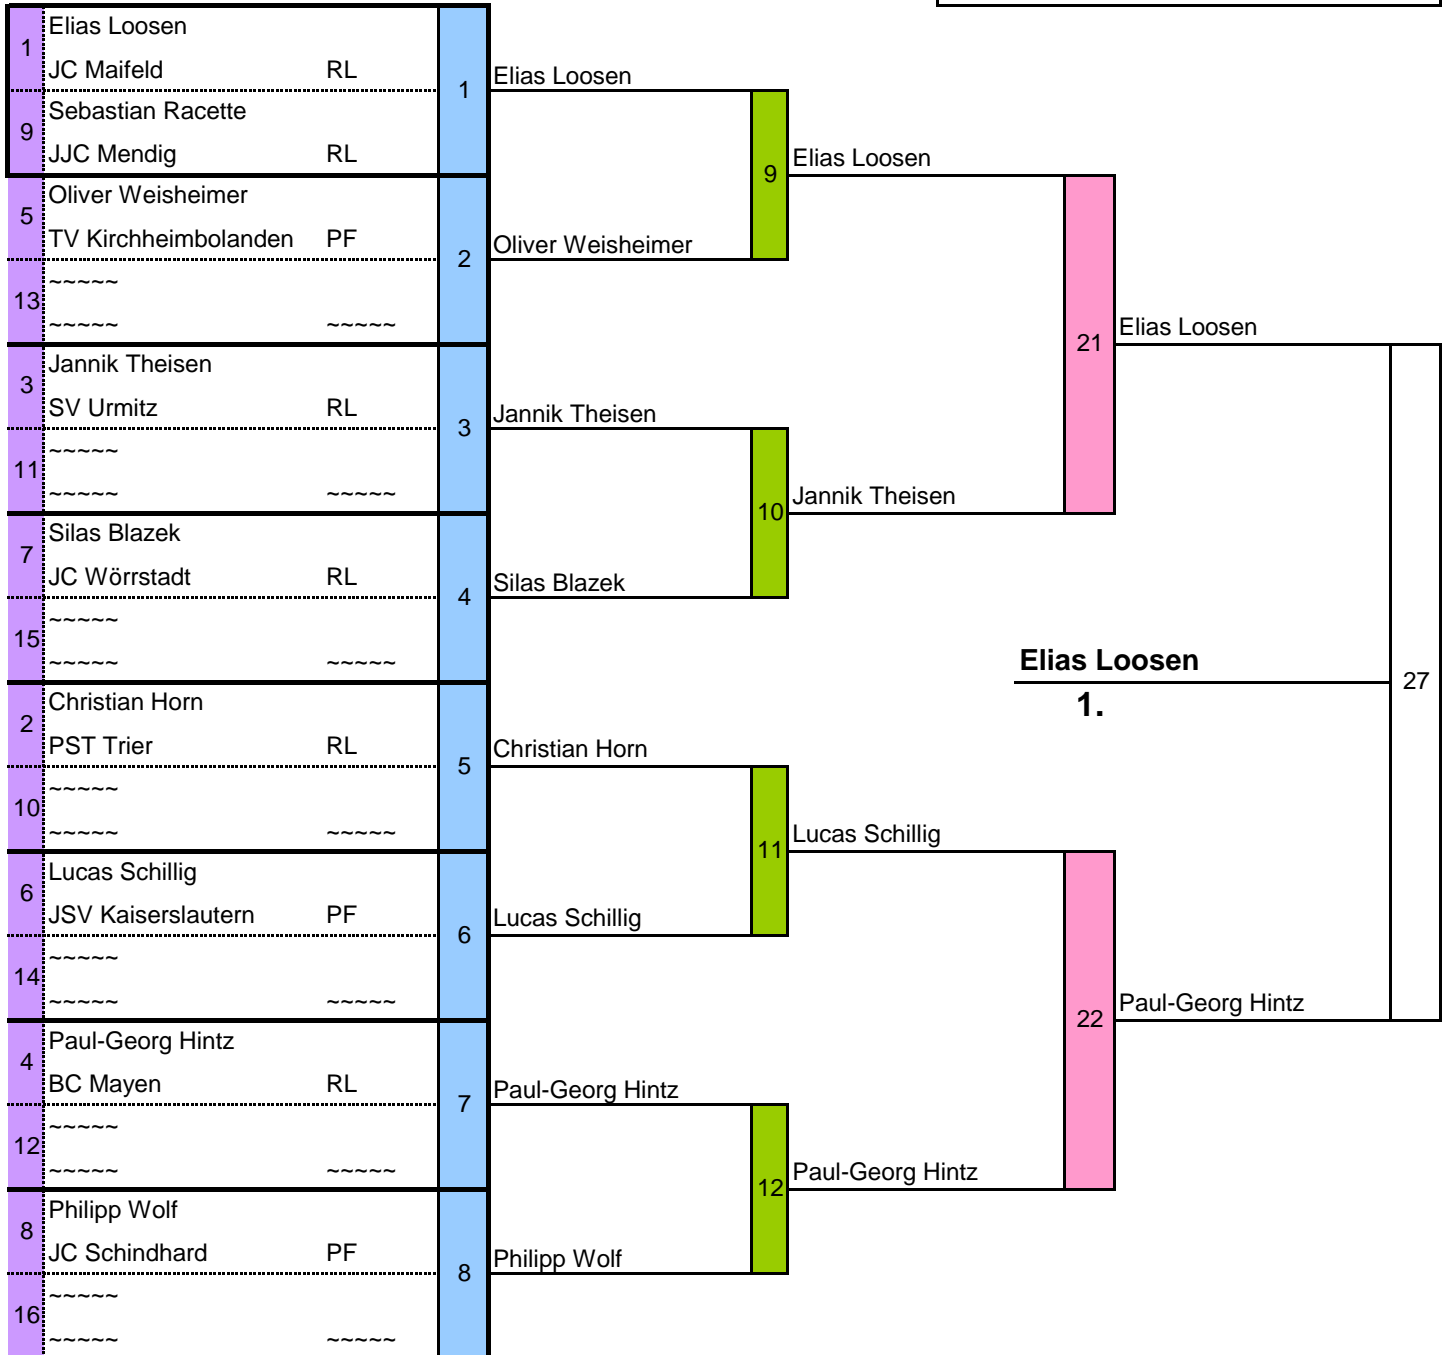 1
Elias Loosen
JC Maifeld RL
9
Sebastian Racette
JJC Mendig RL
1
5
Oliver Weisheimer
TV Kirchheimbolanden PF
13
~~~~~
~~~~~ ~~~~~
2
3
Jannik Theisen
SV Urmitz RL
11
~~~~~
~~~~~ ~~~~~
3
7
Silas Blazek
JC Wörrstadt RL
15
~~~~~
~~~~~ ~~~~~
4
2
Christian Horn
PST Trier RL
10
~~~~~
~~~~~ ~~~~~
5
6
Lucas Schillig
JSV Kaiserslautern PF
14
~~~~~
~~~~~ ~~~~~
6
4
Paul-Georg Hintz
BC Mayen RL
12
~~~~~
~~~~~ ~~~~~
7
8
Philipp Wolf
JC Schindhard PF
16
~~~~~
~~~~~ ~~~~~
8
Elias Loosen
Oliver Weisheimer
9
Jannik Theisen
Silas Blazek
10
Christian Horn
Lucas Schillig
11
Paul-Georg Hintz
Philipp Wolf
12
Elias Loosen
Jannik Theisen
21
Lucas Schillig
Paul-Georg Hintz
22
Elias Loosen
Paul-Georg Hintz
27
Elias Loosen
1.